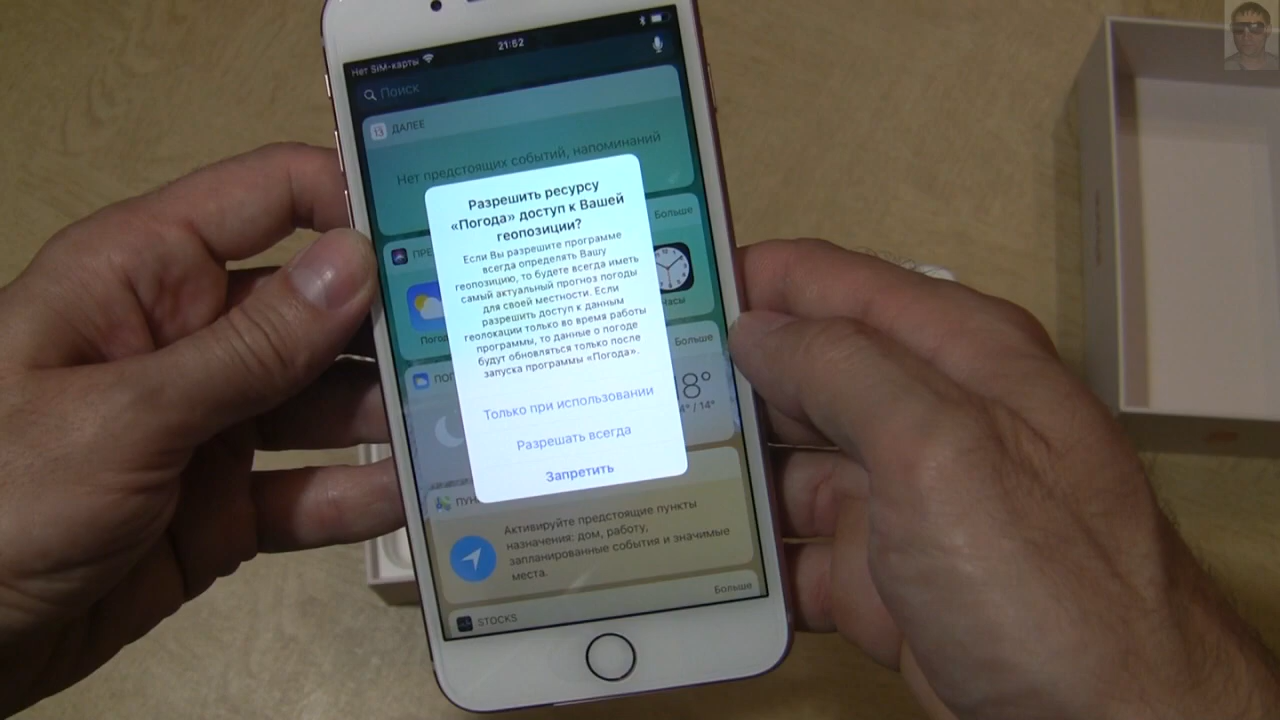 Нет SIM-карты
21:52
Поиск
13 ДАЛЕЕ
Нет предстоящих событий, напоминаний
Больше
Разрешить ресурсу
«Погода» доступ к Вашей
геопозиции?
Если Вы разрешите программе
всегда определять Вашу
геопозицию, то будете всегда иметь
самый актуальный прогноз погоды
для своей местности. Если
разрешить доступ к данным
геолокации только во время работы
программы, то данные о погоде
будут обновляться только после
запуска программы «Погода».
Часы
Больше
8°
4° / 14°
Только при использовании
Разрешать всегда
Запретить
Активируйте предстоящие пункты
назначения: дом, работу,
запланированные события и значимые
места.
Больше
STOCKS